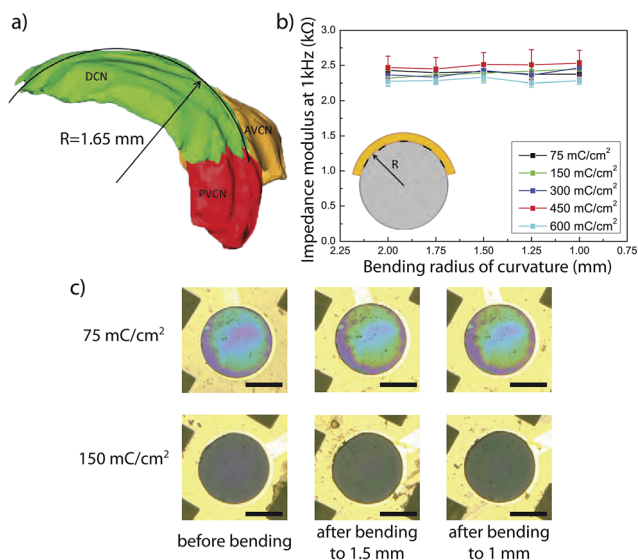 a)
DCN
AVCN
R=1.65 mm
PVCN
b)
Impedance modulus at 1kHz (kΩ)
3.0
2.5
2.0
1.5
1.0
0.5
0.0
R
75 mC/cm²
150 mC/cm²
300 mC/cm²
450 mC/cm²
600 mC/cm²
2.25 2.00 1.75 1.50 1.25 1.00 0.75
Bending radius of curvature (mm)
c)
75 mC/cm²
150 mC/cm²
before bending
after bending
to 1.5 mm
after bending
to 1 mm